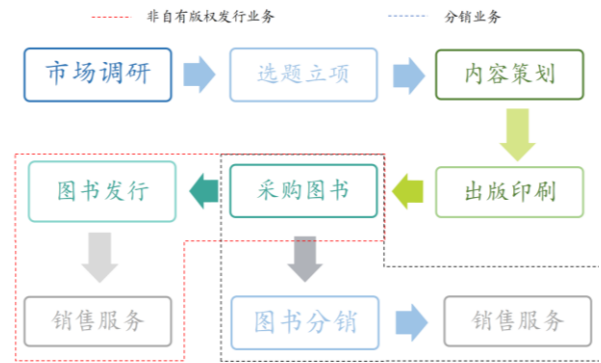 非自有版权发行业务 分销业务
市场调研 选题立项 内容策划
图书发行 采购图书 出版印刷
销售服务 图书分销 销售服务